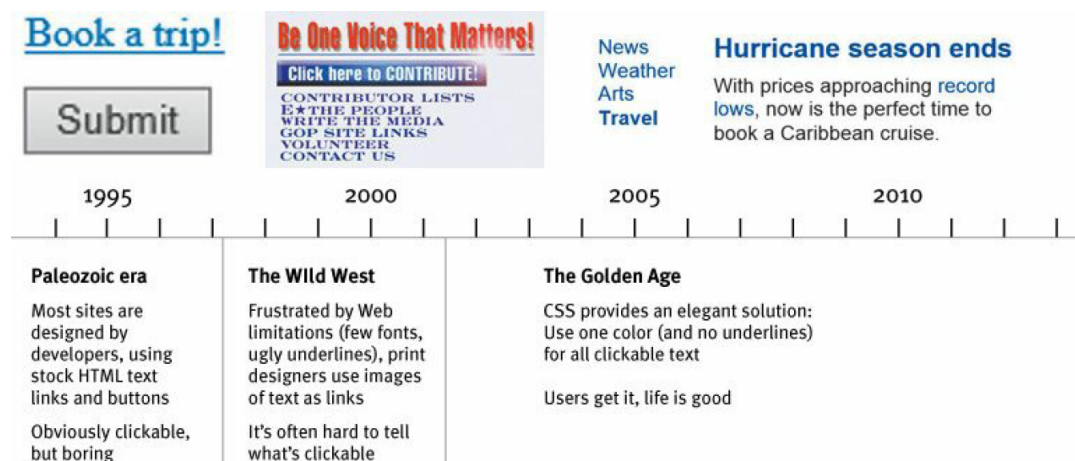 Book a trip!
Submit
Be One Voice That Matters!
Click here to CONTRIBUTE!
CONTRIBUTOR LISTS
E★THE PEOPLE
WRITE THE MEDIA
GOP SITE LINKS
VOLUNTEER
CONTACT US
News
Weather
Arts
Travel
Hurricane season ends
With prices approaching record
lows, now is the perfect time to
book a Caribbean cruise.
1995 2000 2005 2010
Paleozoic era
Most sites are
designed by
developers, using
stock HTML text
links and buttons
Obviously clickable,
but boring
The WIld West
Frustrated by Web
limitations (few fonts,
ugly underlines), print
designers use images
of text as links
It's often hard to tell
what's clickable
The Golden Age
CSS provides an elegant solution:
Use one color (and no underlines)
for all clickable text
Users get it, life is good